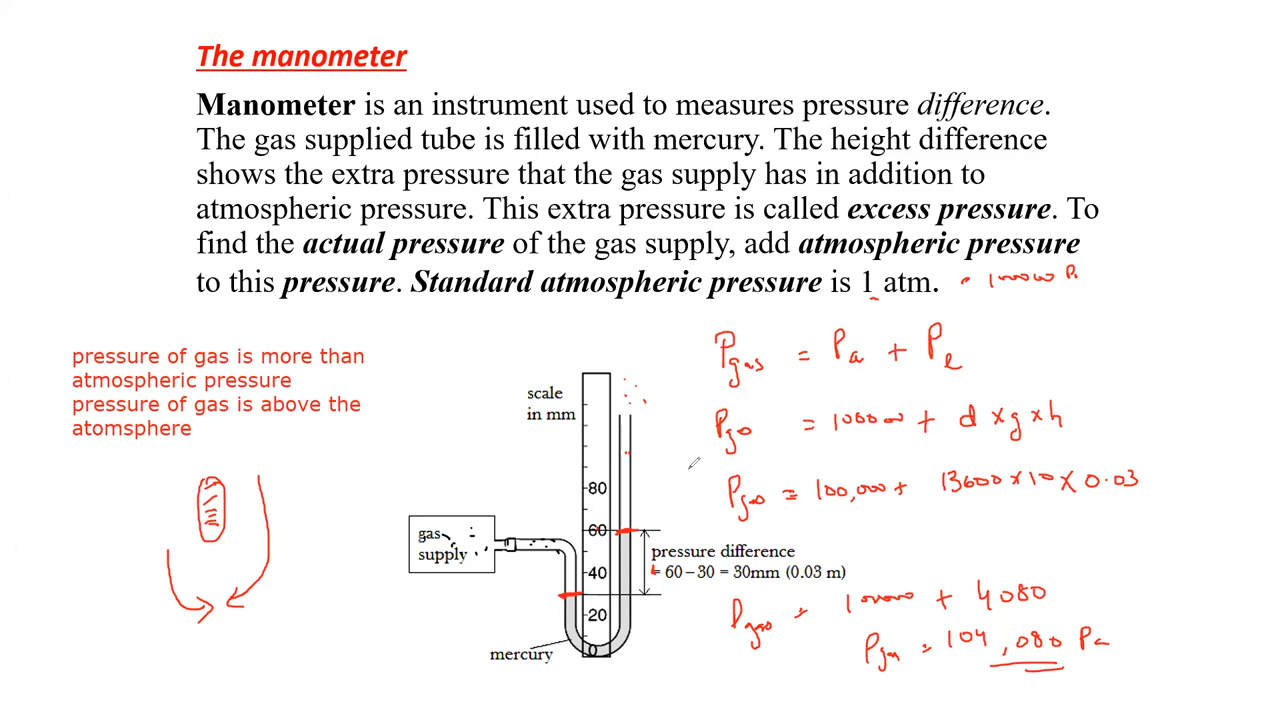 The manometer
Manometer is an instrument used to measures pressure difference.
The gas supplied tube is filled with mercury. The height difference
shows the extra pressure that the gas supply has in addition to
atmospheric pressure. This extra pressure is called excess pressure. To
find the actual pressure of the gas supply, add atmospheric pressure
to this pressure. Standard atmospheric pressure is 1 atm.
pressure of gas is more than
atmospheric pressure
pressure of gas is above the
atomsphere
scale
in mm
80
60
40
20
gas
supply
mercury
pressure difference
= 60 – 30 = 30mm (0.03 m)
Pgas = Pa + Pe
= 100000 + d x g x h
= 100,000 + 13600 x 10 x 0.03
Pgas = 100000 + 4080
Pgas = 104,080 Pa